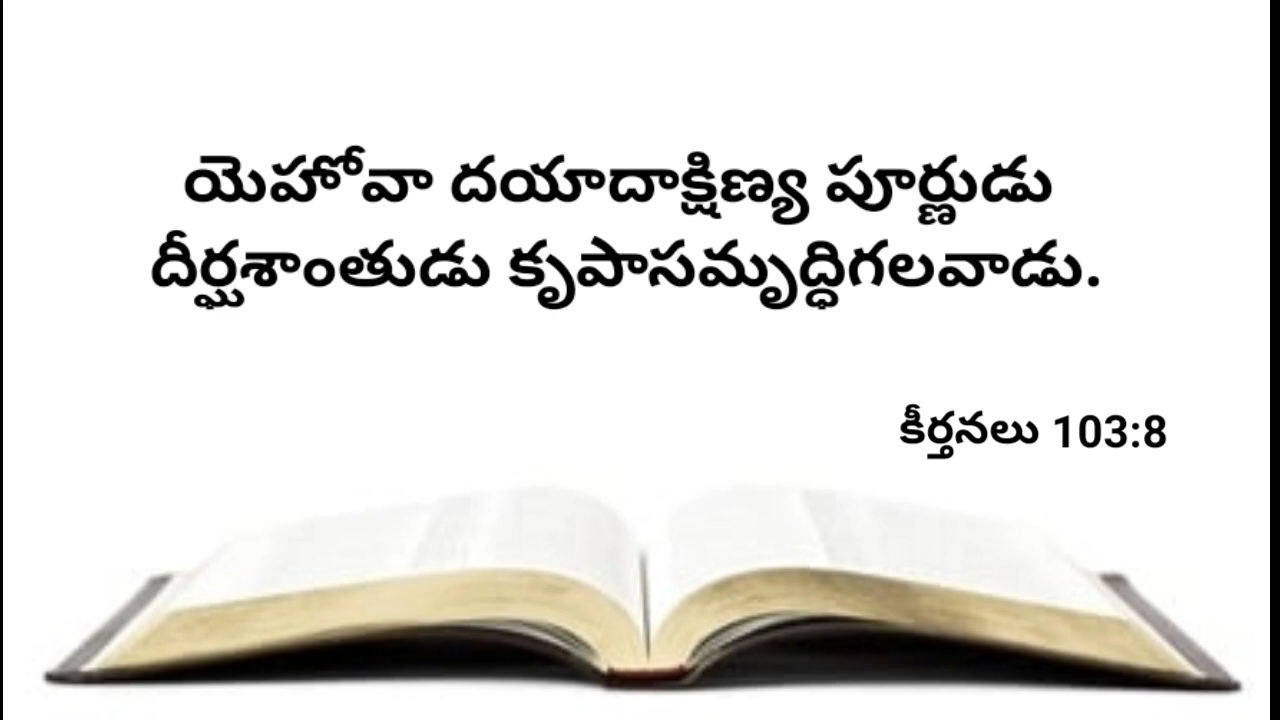 యెహోవా దయాదాక్షిణ్య పూర్ణుడు
దీర్ఘశాంతుడు కృపాసమృద్ధిగలవాడు.
కీర్తనలు 103:8